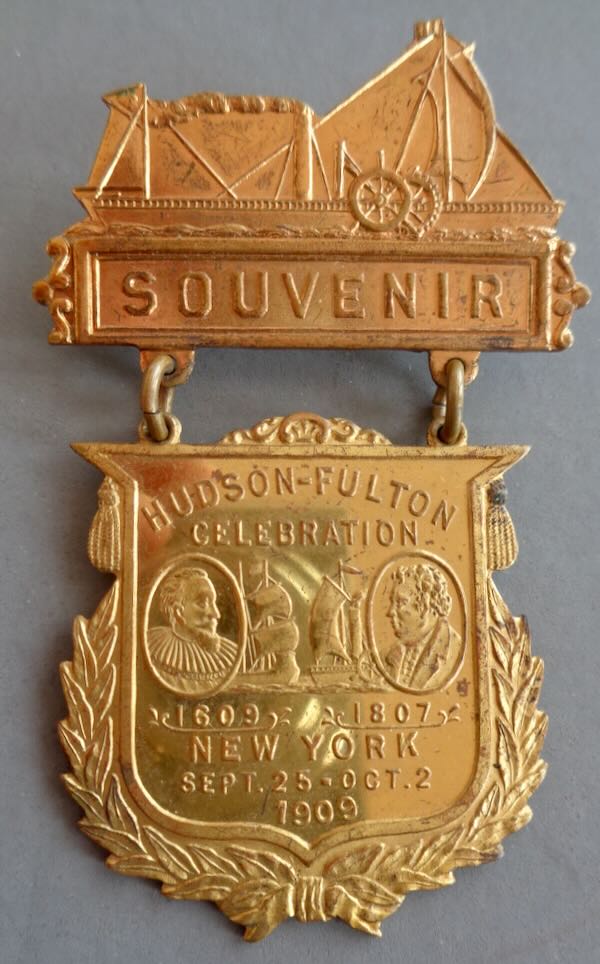 SOUVENIR
HUDSON-FULTON
CELEBRATION
1609 1807
NEW YORK
SEPT. 25-OCT. 2
1909